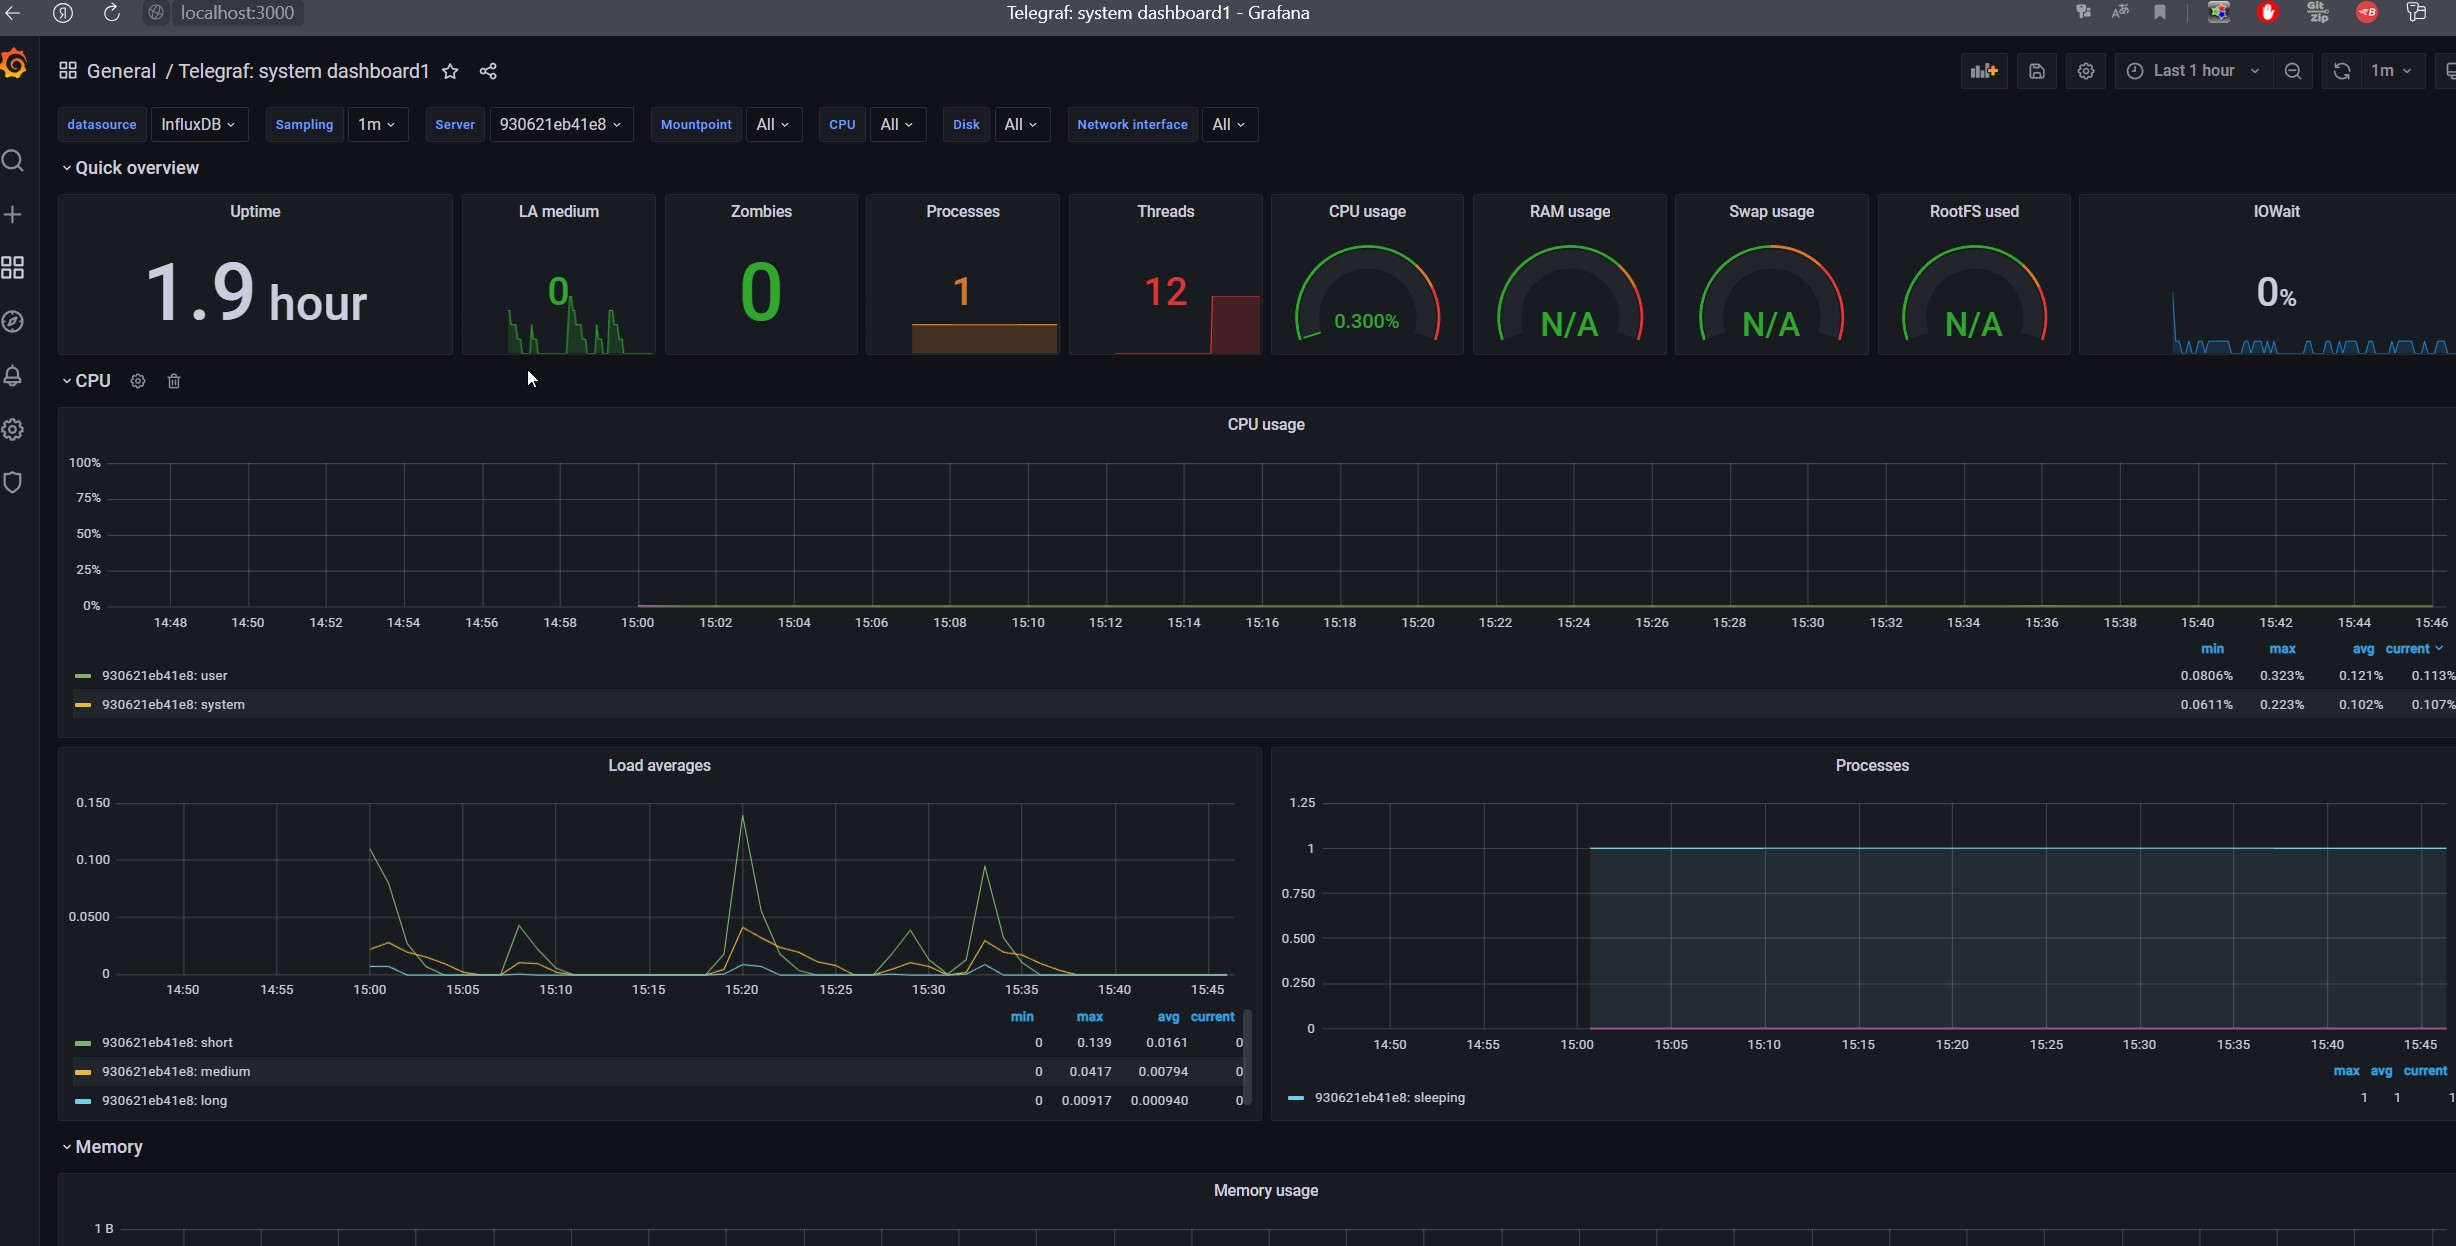 localhost:3000
Telegraf: system dashboard1 - Grafana
Git Zip
B
General / Telegraf: system dashboard1
Last 1 hour
1m
datasource InfluxDB Sampling 1m Server 930621eb41e8 Mountpoint All CPU All Disk All Network interface All
Quick overview
Uptime
1.9 hour
LA medium
0
Zombies
0
Processes
1
Threads
12
CPU usage
0.300%
RAM usage
N/A
Swap usage
N/A
RootFS used
N/A
IOWait
0%
CPU
CPU usage
100%
75%
50%
25%
0%
14:48 14:50 14:52 14:54 14:56 14:58 15:00 15:02 15:04 15:06 15:08 15:10 15:12 15:14 15:16 15:18 15:20 15:22 15:24 15:26 15:28 15:30 15:32 15:34 15:36 15:38 15:40 15:42 15:44 15:46
min max avg current
930621eb41e8: user 0.0806% 0.323% 0.121% 0.113%
930621eb41e8: system 0.0611% 0.223% 0.102% 0.107%
Load averages
0.150
0.100
0.0500
0
14:50 14:55 15:00 15:05 15:10 15:15 15:20 15:25 15:30 15:35 15:40 15:45
min max avg current
930621eb41e8: short 0 0.139 0.0161 0
930621eb41e8: medium 0 0.0417 0.00794 0
930621eb41e8: long 0 0.00917 0.000940 0
Processes
1.25
1
0.750
0.500
0.250
0
14:50 14:55 15:00 15:05 15:10 15:15 15:20 15:25 15:30 15:35 15:40 15:45
max avg current
930621eb41e8: sleeping 1 1 1
Memory
Memory usage
1 B